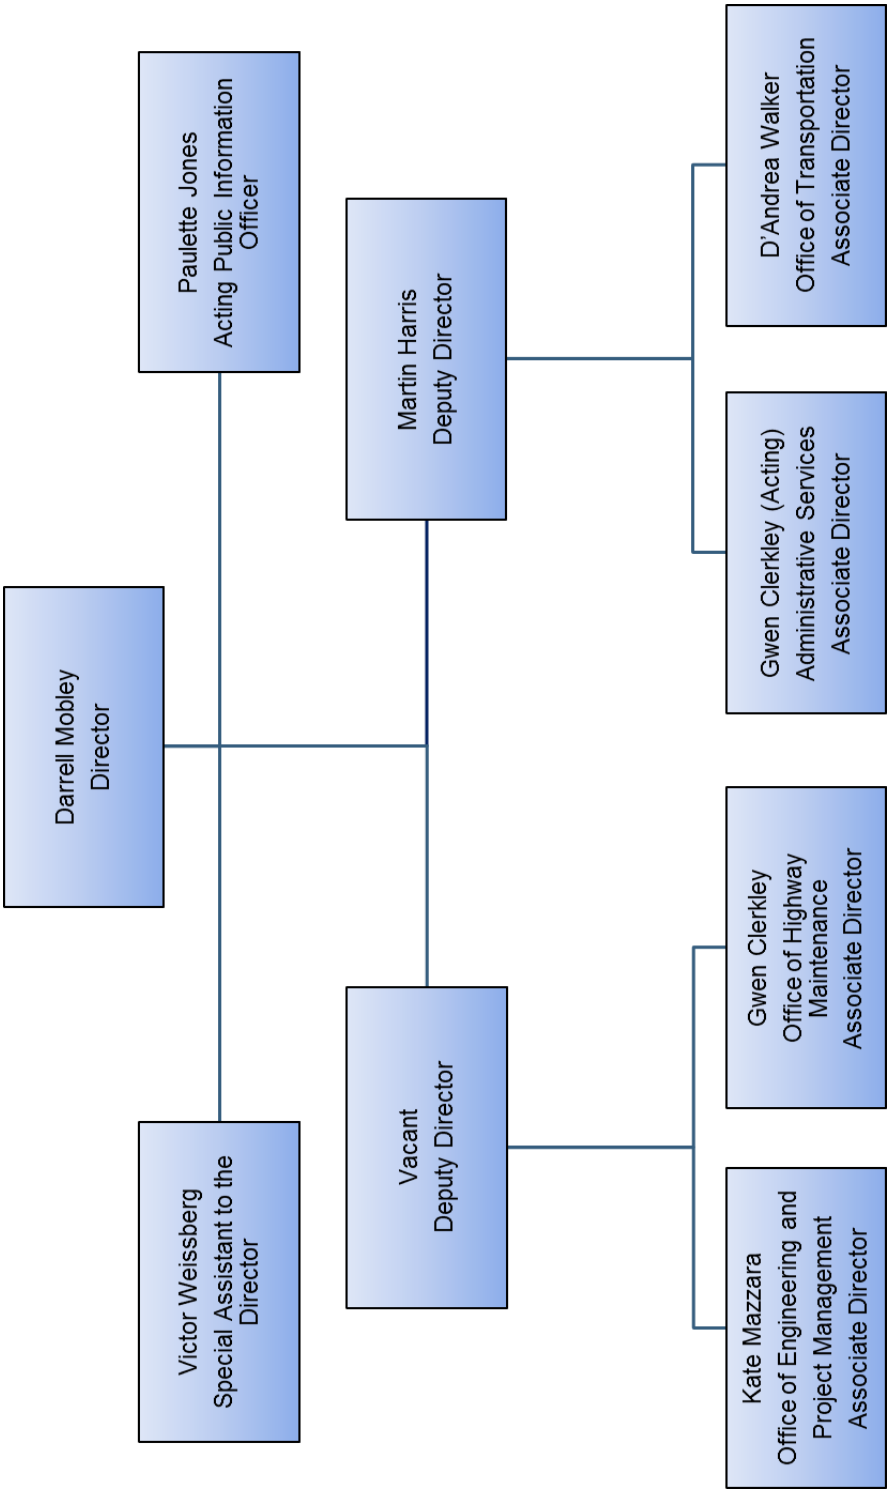 Darrell Mobley
Director
Victor Weissberg
Special Assistant to the
Director
Paulette Jones
Acting Public Information
Officer
Vacant
Deputy Director
Martin Harris
Deputy Director
Kate Mazzara
Office of Engineering and
Project Management
Associate Director
Gwen Clerkley
Office of Highway
Maintenance
Associate Director
Gwen Clerkley (Acting)
Administrative Services
Associate Director
D'Andrea Walker
Office of Transportation
Associate Director